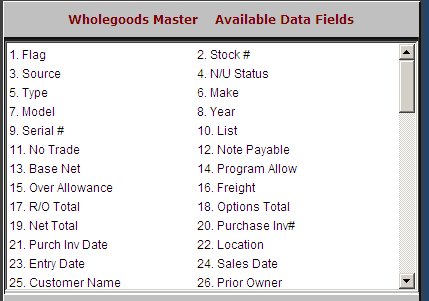 Wholegoods Master Available Data Fields
1. Flag 2. Stock #
3. Source 4. N/U Status
5. Type 6. Make
7. Model 8. Year
9. Serial # 10. List
11. No Trade 12. Note Payable
13. Base Net 14. Program Allow
15. Over Allowance 16. Freight
17. R/O Total 18. Options Total
19. Net Total 20. Purchase Inv#
21. Purch Inv Date 22. Location
23. Entry Date 24. Sales Date
25. Customer Name 26. Prior Owner